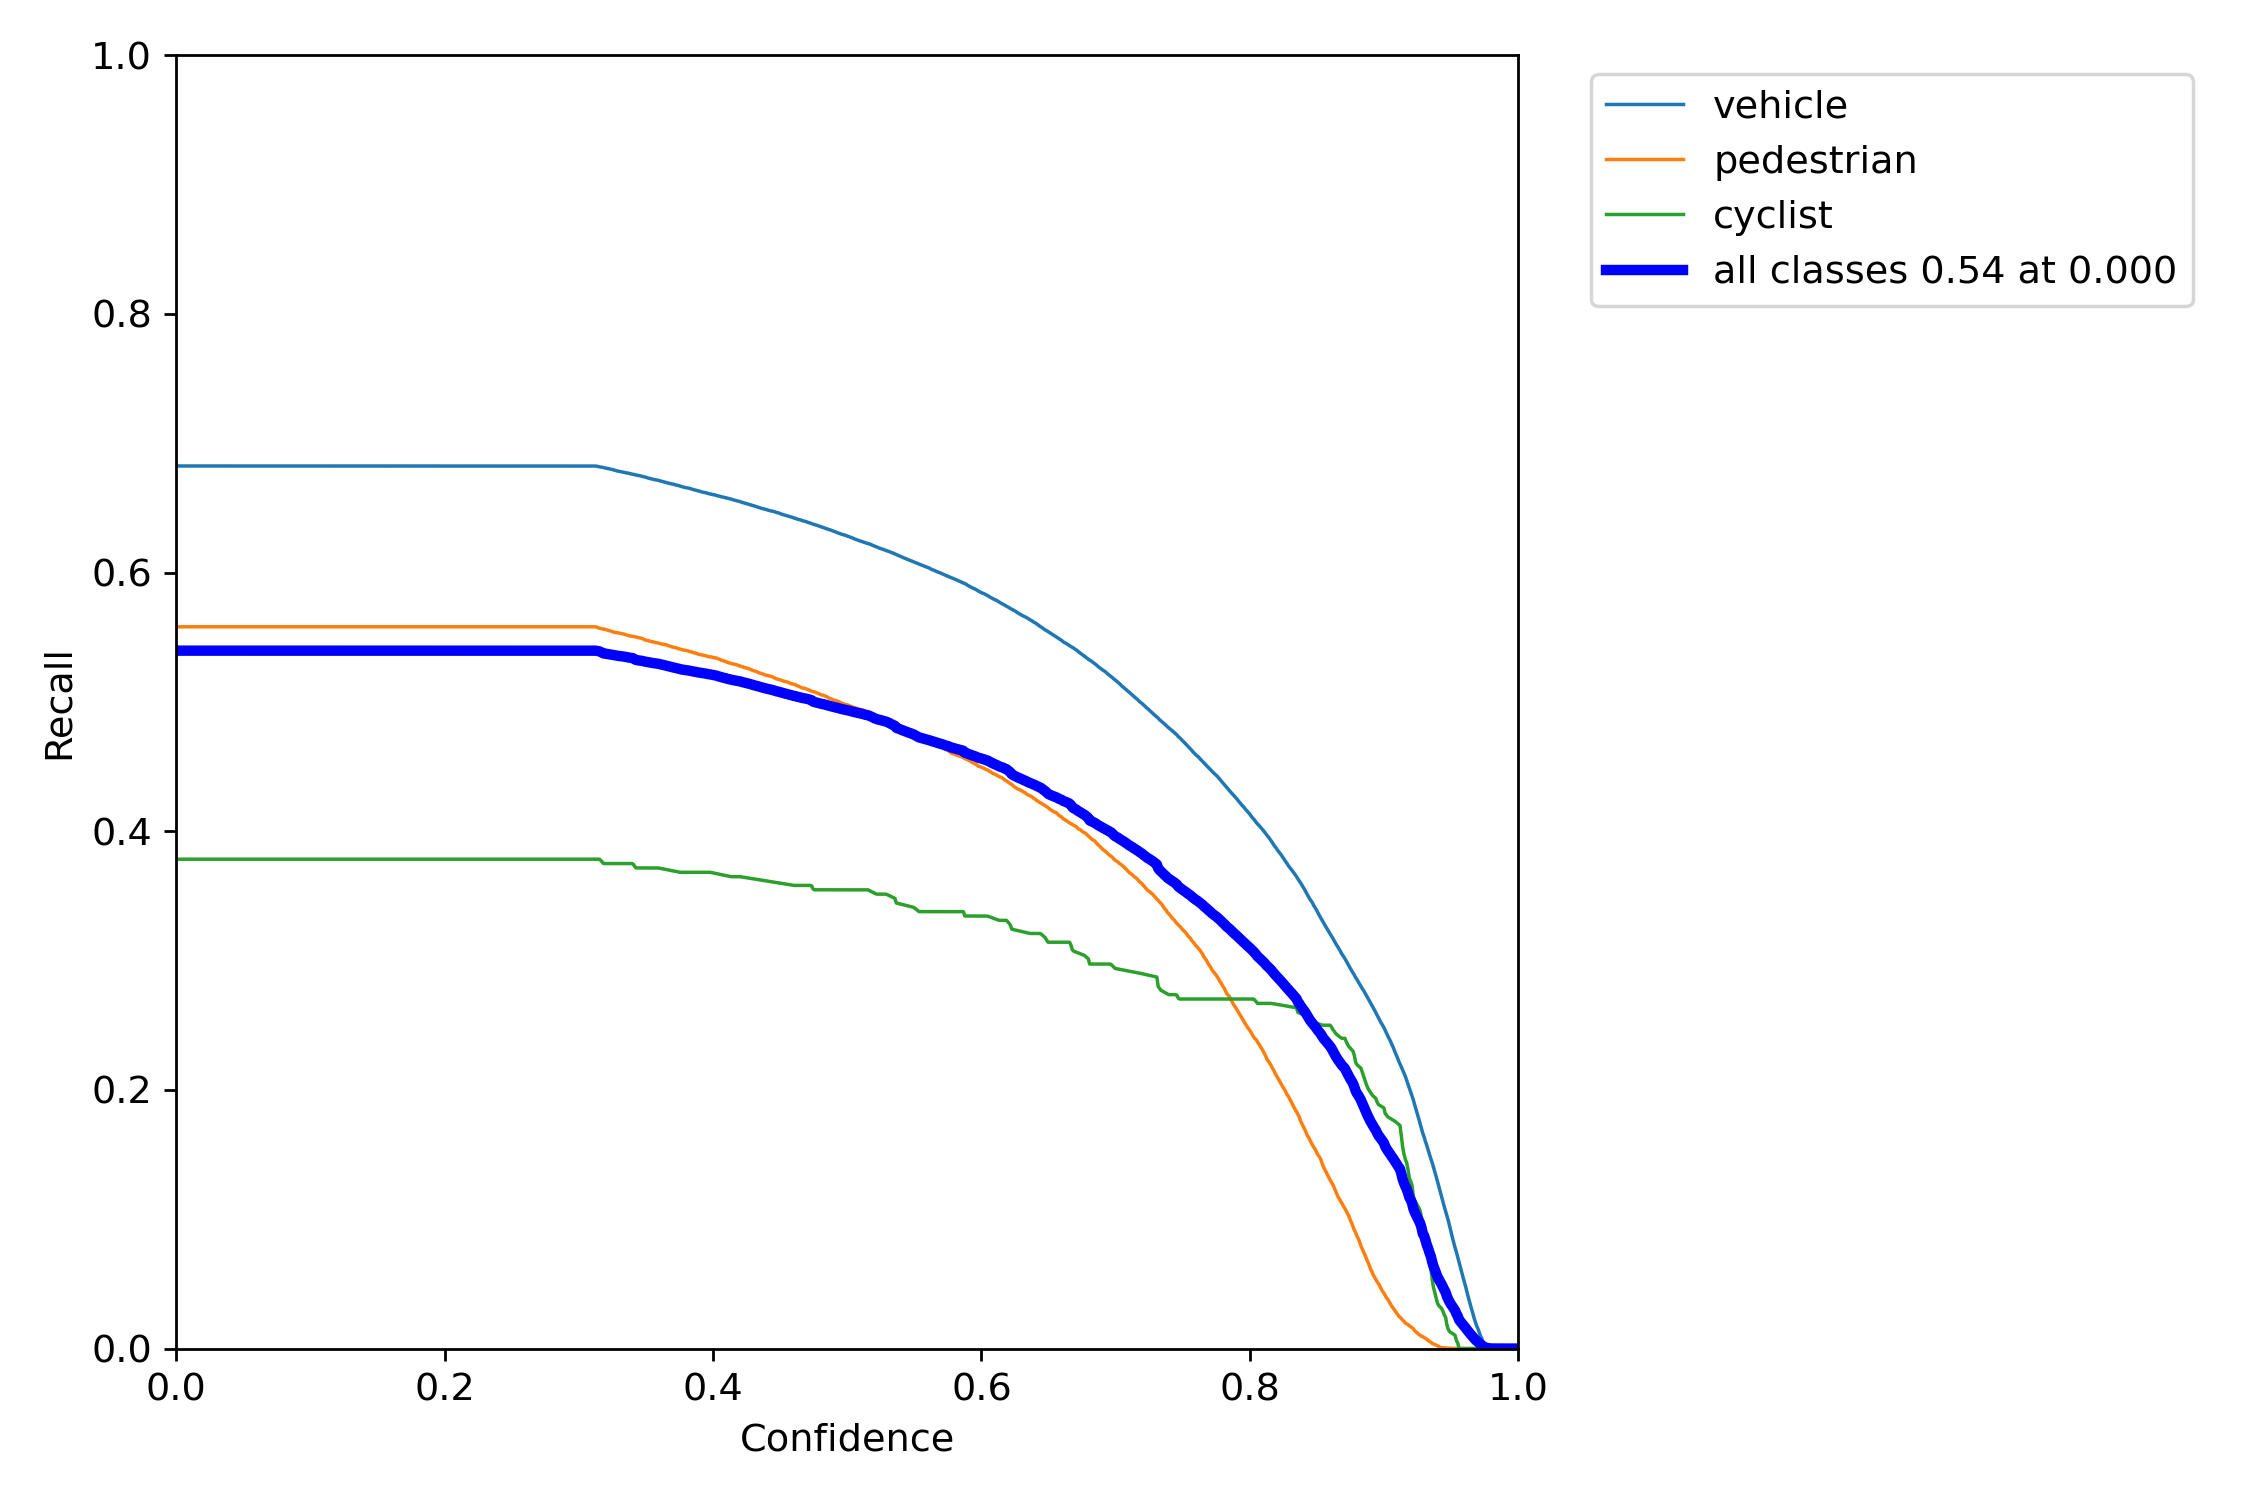 1.0
0.8
0.6
0.4
0.2
0.0
Recall
0.0 0.2 0.4 0.6 0.8 1.0
Confidence
vehicle
pedestrian
cyclist
all classes 0.54 at 0.000